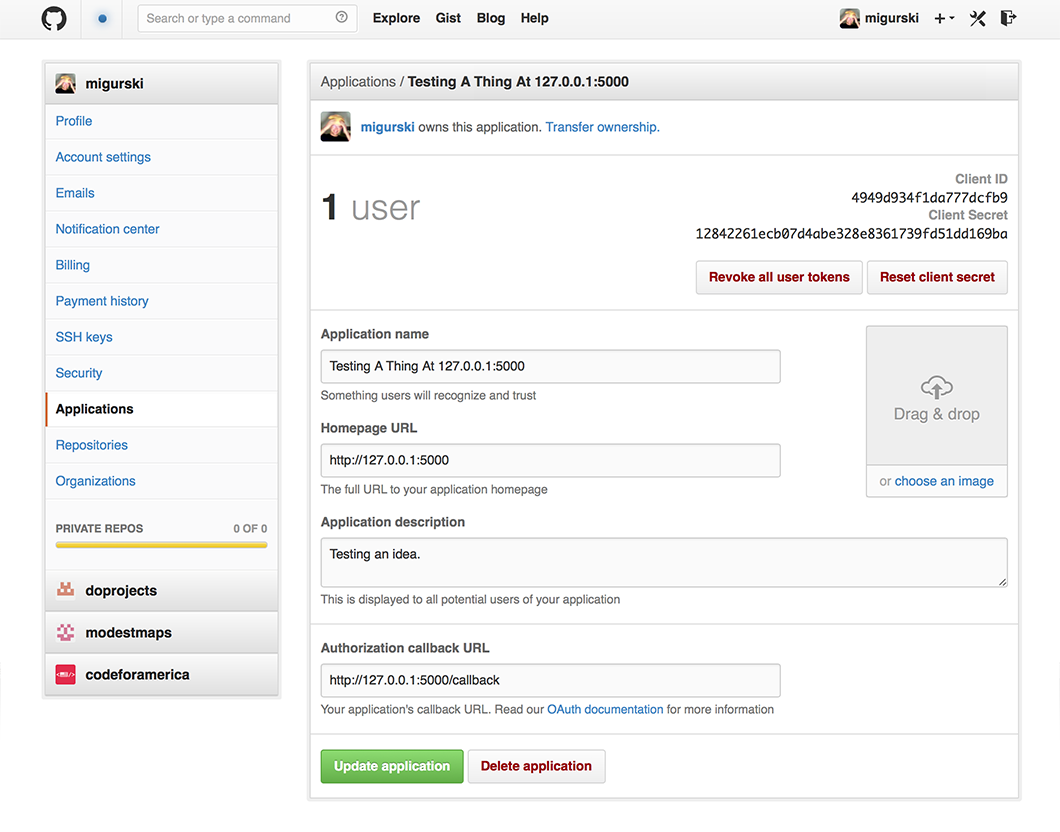 Search or type a command
Explore Gist Blog Help
migurski
migurski
Profile
Account settings
Emails
Notification center
Billing
Payment history
SSH keys
Security
Applications
Repositories
Organizations
PRIVATE REPOS 0 OF 0
doprojects
modestmaps
codeforamerica
Applications / Testing A Thing At 127.0.0.1:5000
migurski owns this application. Transfer ownership.
1 user
Client ID
4949d934f1da777dcfb9
Client Secret
12842261ecb07d4abe328e8361739fd51dd169ba
Revoke all user tokens Reset client secret
Application name
Testing A Thing At 127.0.0.1:5000
Something users will recognize and trust
Drag & drop
or choose an image
Homepage URL
http://127.0.0.1:5000
The full URL to your application homepage
Application description
Testing an idea.
This is displayed to all potential users of your application
Authorization callback URL
http://127.0.0.1:5000/callback
Your application's callback URL. Read our OAuth documentation for more information
Update application Delete application